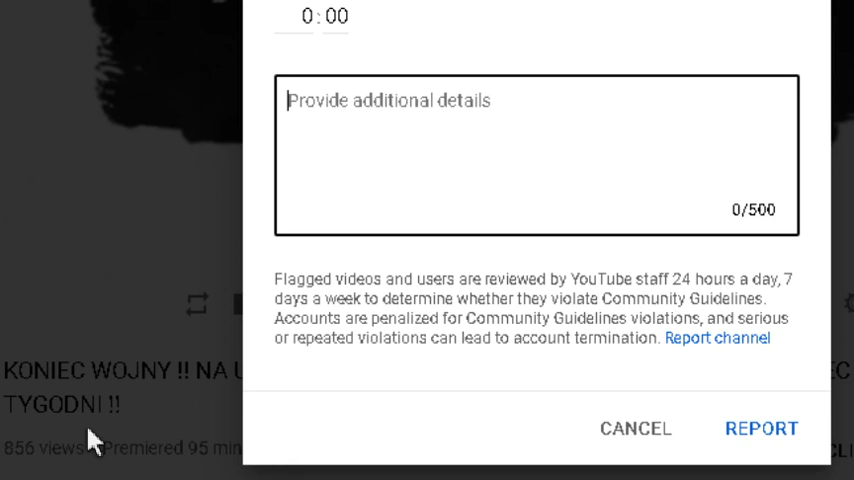 0 : 00
Provide additional details
0/500
Flagged videos and users are reviewed by YouTube staff 24 hours a day, 7
days a week to determine whether they violate Community Guidelines.
Accounts are penalized for Community Guidelines violations, and serious
or repeated violations can lead to account termination. Report channel
KONIEC WOJNY !! NA
TYGODNI !!
856 views
Premiered 95 min
CANCEL
REPORT